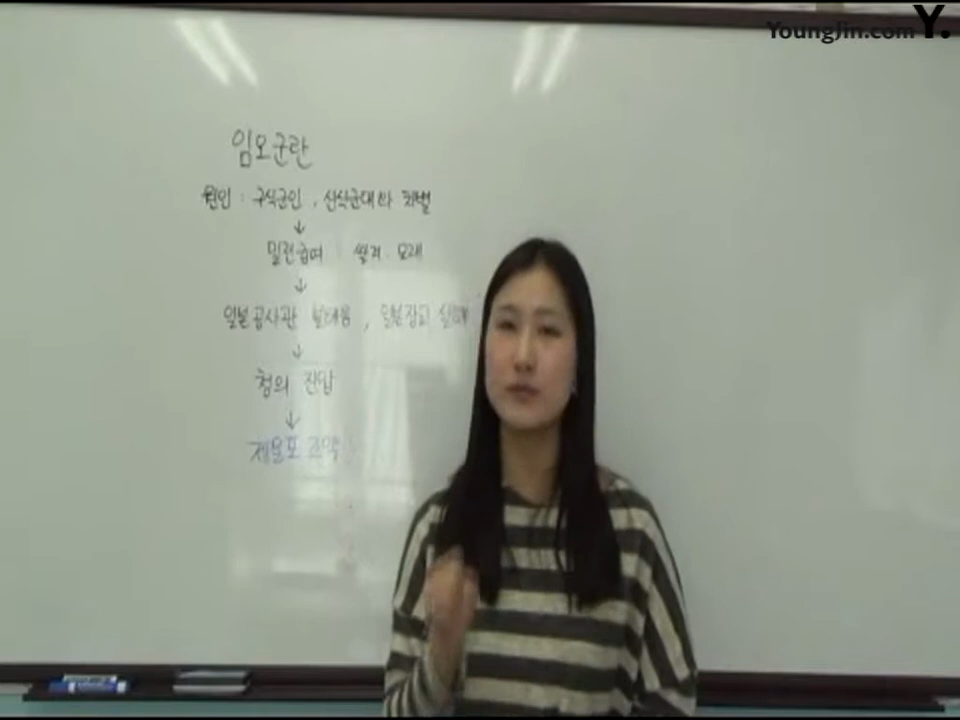 YoungJin.com Y.
임오군란
원인 : 구식군인, 신식군대와 차별
↓
밀린급여 쌀겨. 모래
↓
일본공사관 불태움, 일본장교 살해
↓
청의 진압
↓
제물포 조약